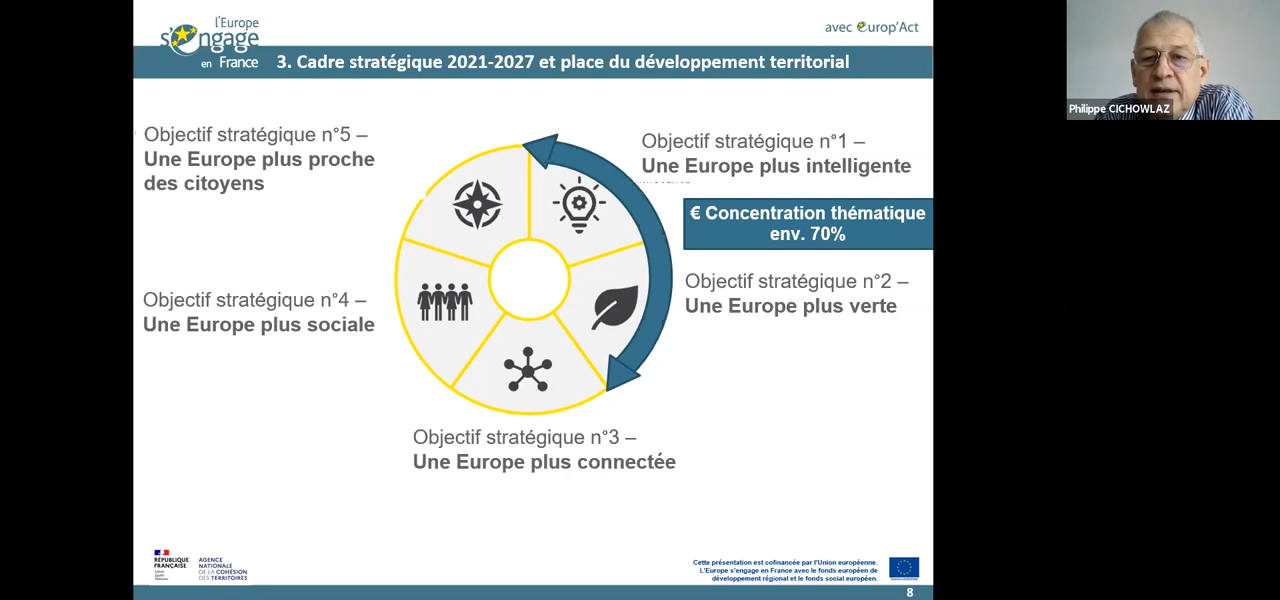 l'Europe
s'engage
en France
avec Europ'Act
3. Cadre stratégique 2021-2027 et place du développement territorial
Philippe CICHOWLAZ
Objectif stratégique n°5 –
Une Europe plus proche
des citoyens
Objectif stratégique n°1 –
Une Europe plus intelligente
€ Concentration thématique
env. 70%
Objectif stratégique n°2 –
Une Europe plus verte
Objectif stratégique n°4 –
Une Europe plus sociale
Objectif stratégique n°3 –
Une Europe plus connectée
RÉPUBLIQUE
FRANÇAISE
Liberté
Égalité
Fraternité
AGENCE
NATIONALE
DE LA COHÉSION
DES TERRITOIRES
Cette présentation est cofinancée par l'Union européenne.
L'Europe s'engage en France avec le fonds européen de
développement régional et le fonds social européen.
8